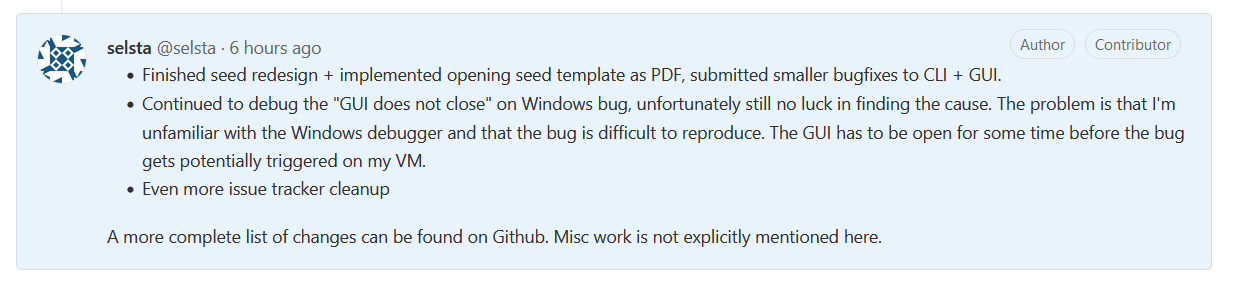 selsta @selsta · 6 hours ago
Author
Contributor
• Finished seed redesign + implemented opening seed template as PDF, submitted smaller bugfixes to CLI + GUI.
• Continued to debug the "GUI does not close" on Windows bug, unfortunately still no luck in finding the cause. The problem is that I'm
unfamiliar with the Windows debugger and that the bug is difficult to reproduce. The GUI has to be open for some time before the bug
gets potentially triggered on my VM.
• Even more issue tracker cleanup
A more complete list of changes can be found on Github. Misc work is not explicitly mentioned here.